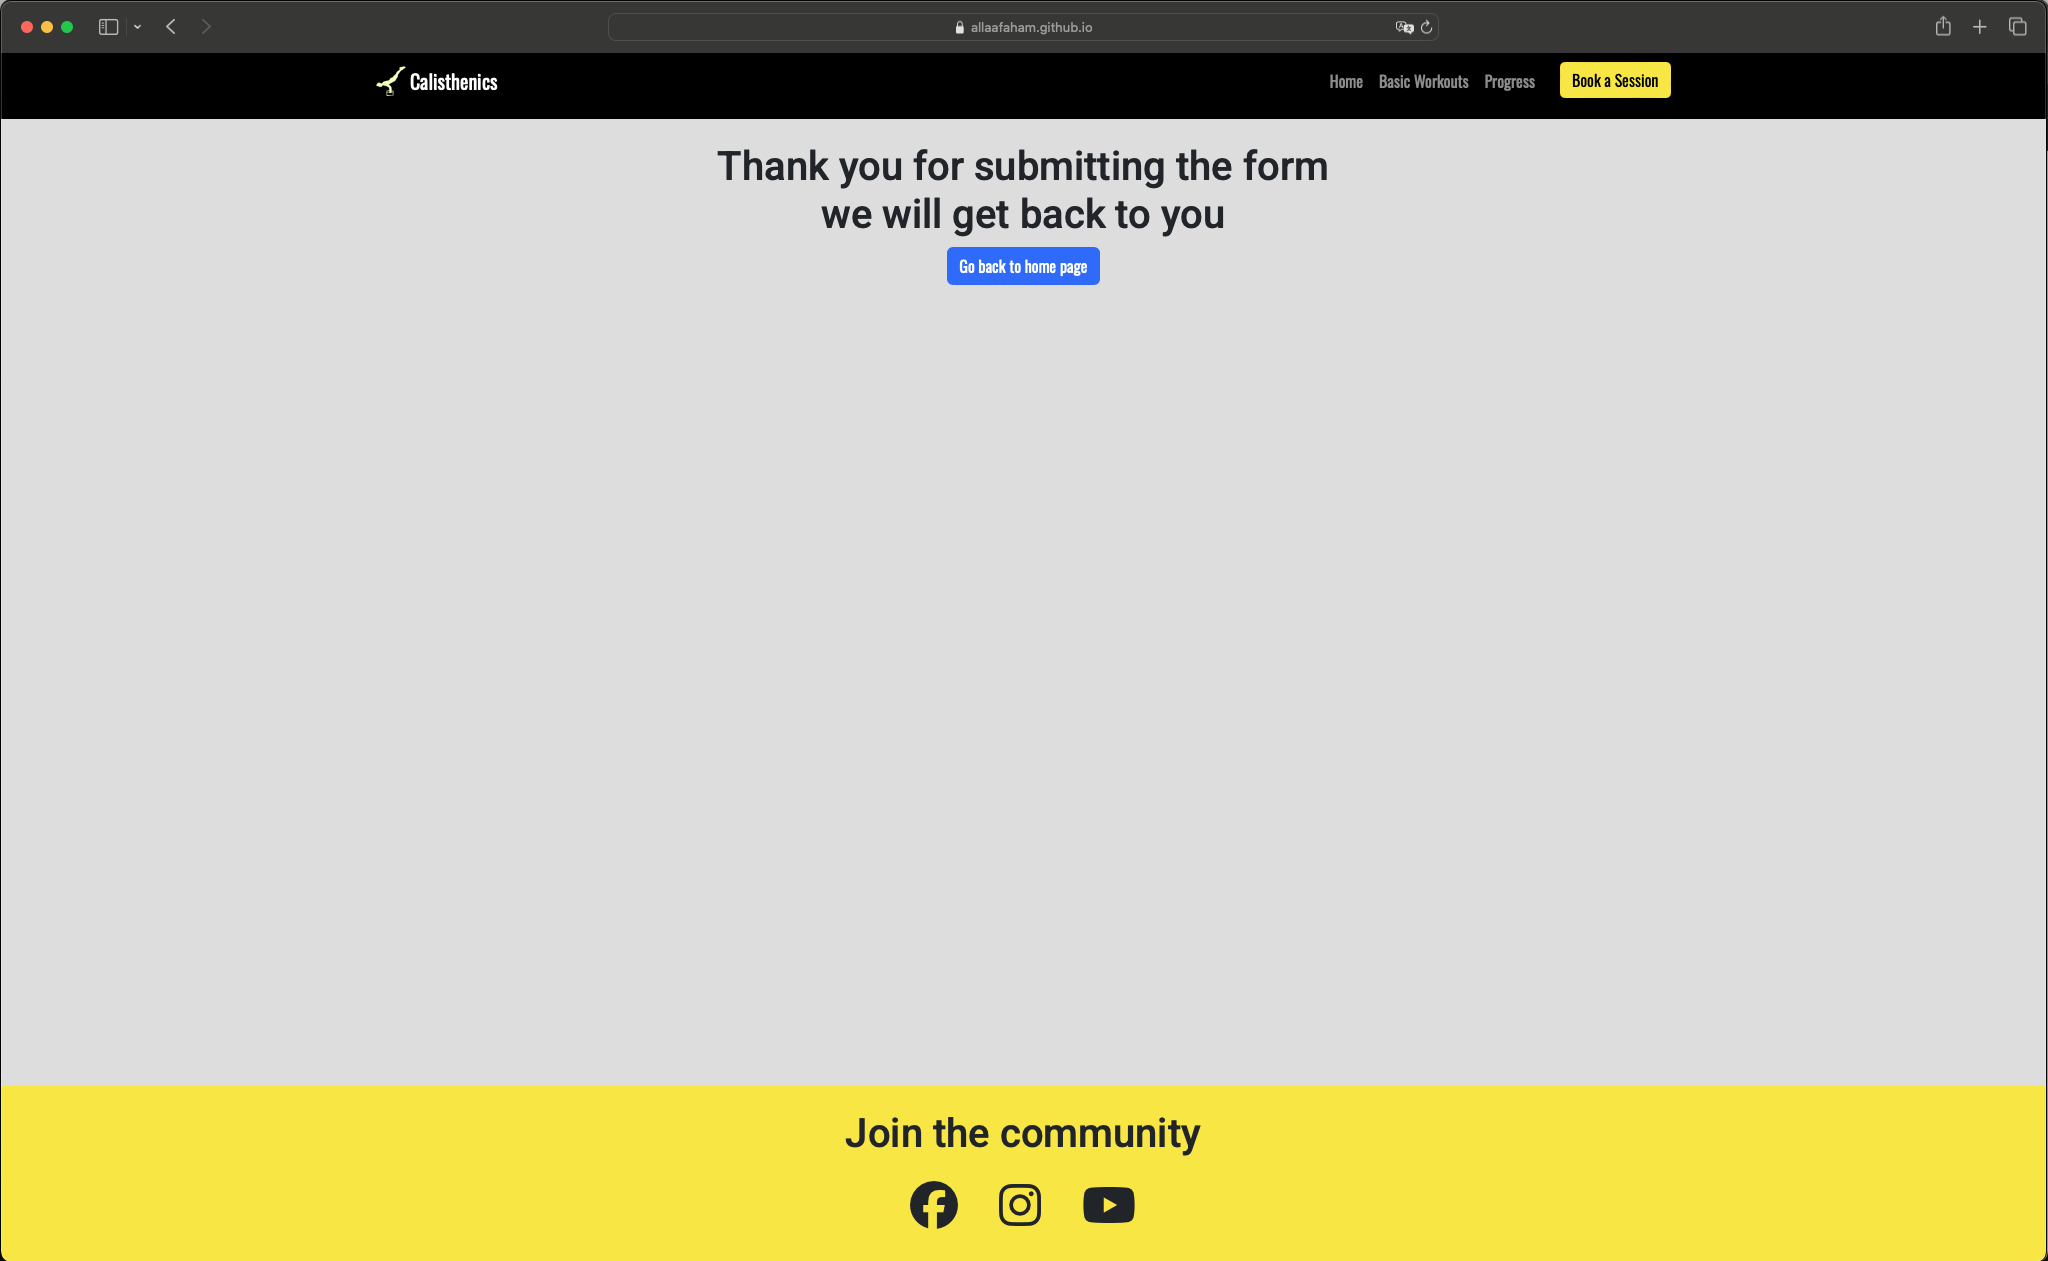 allaafaham.github.io
Calisthenics
Home
Basic Workouts
Progress
Book a Session
Thank you for submitting the form
we will get back to you
Go back to home page
Join the community